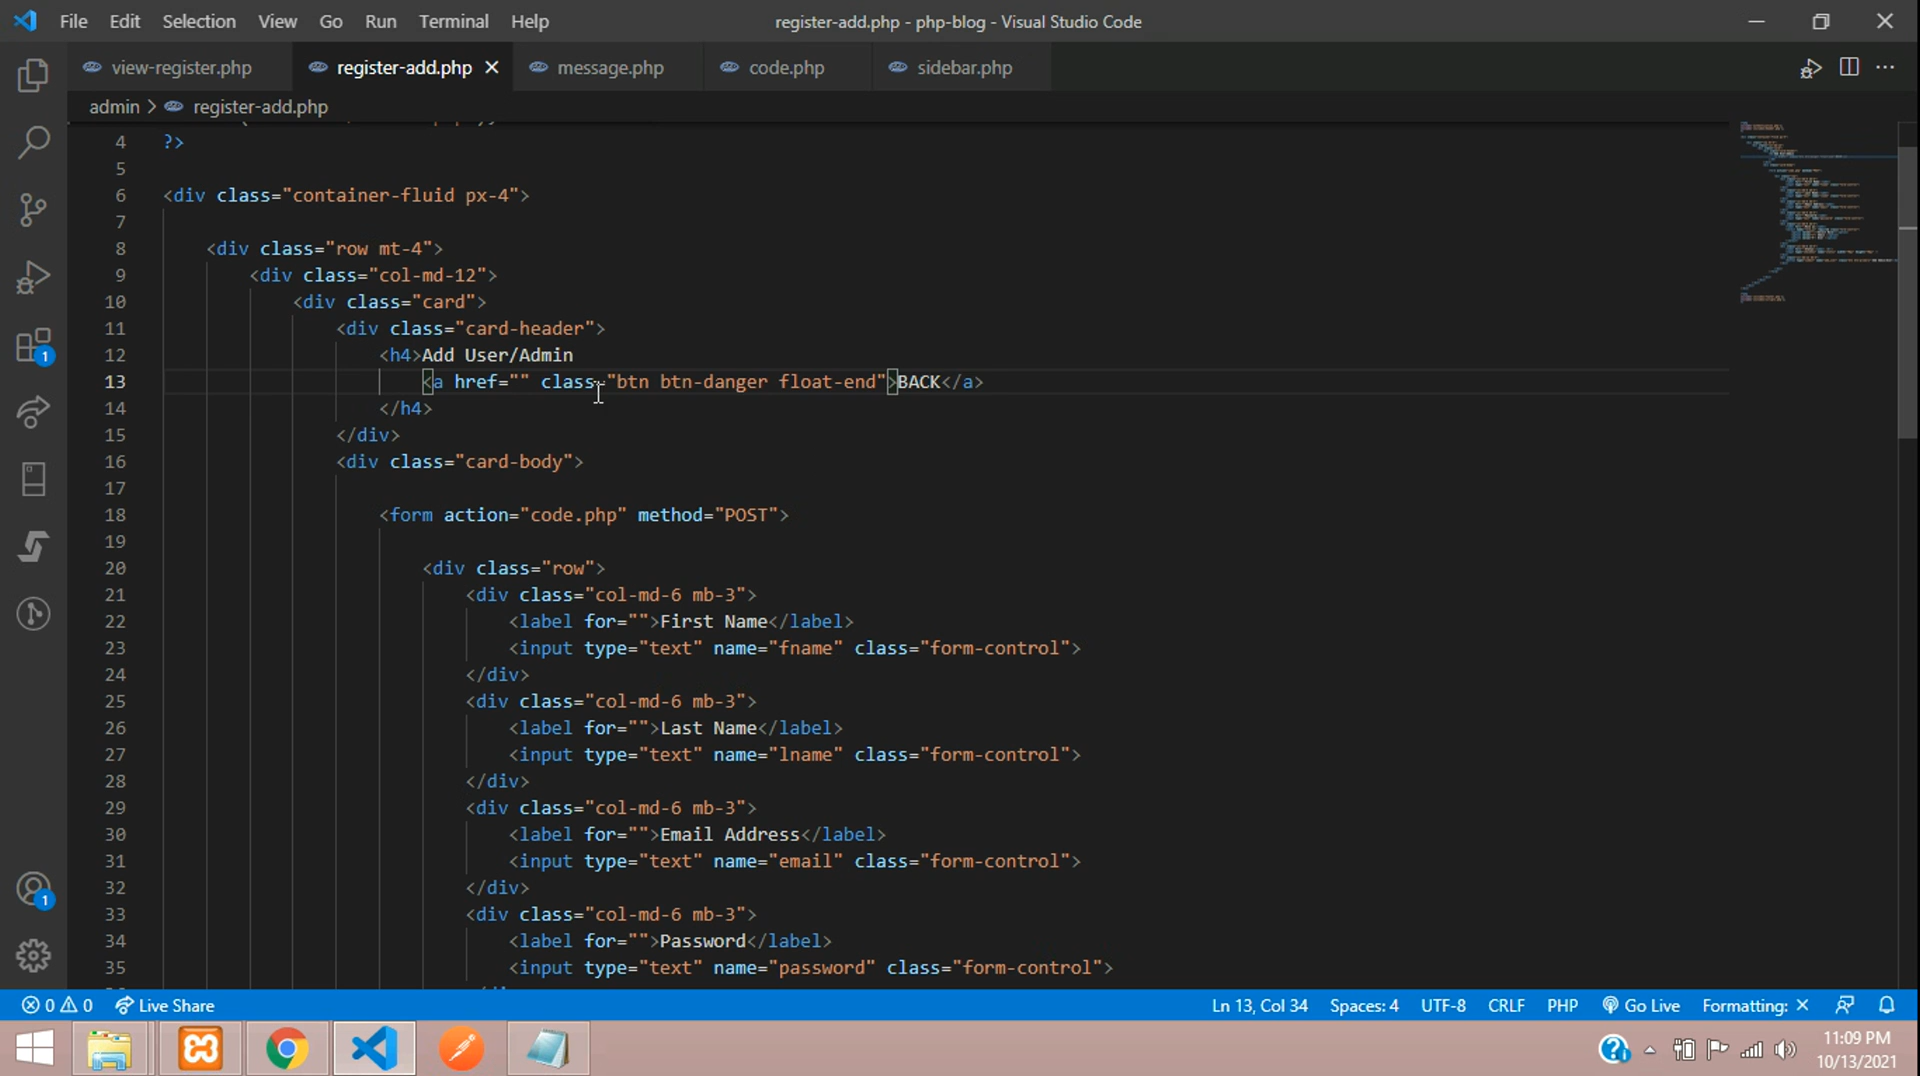 File Edit Selection View Go Run Terminal Help register-add.php - php-blog - Visual Studio Code
view-register.php register-add.php message.php code.php sidebar.php
admin > register-add.php
4 ?>
5
6 <div class="container-fluid px-4">
7
8 <div class="row mt-4">
9 <div class="col-md-12">
10 <div class="card">
11 <div class="card-header">
12 <h4>Add User/Admin
13 <a href="" class="btn btn-danger float-end">BACK</a>
14 </h4>
15 </div>
16 <div class="card-body">
17
18 <form action="code.php" method="POST">
19
20 <div class="row">
21 <div class="col-md-6 mb-3">
22 <label for="">First Name</label>
23 <input type="text" name="fname" class="form-control">
24 </div>
25 <div class="col-md-6 mb-3">
26 <label for="">Last Name</label>
27 <input type="text" name="lname" class="form-control">
28 </div>
29 <div class="col-md-6 mb-3">
30 <label for="">Email Address</label>
31 <input type="text" name="email" class="form-control">
32 </div>
33 <div class="col-md-6 mb-3">
34 <label for="">Password</label>
35 <input type="text" name="password" class="form-control">
1
1
0 0 Live Share Ln 13, Col 34 Spaces: 4 UTF-8 CRLF PHP Go Live Formatting: ×
11:09 PM
10/13/2021